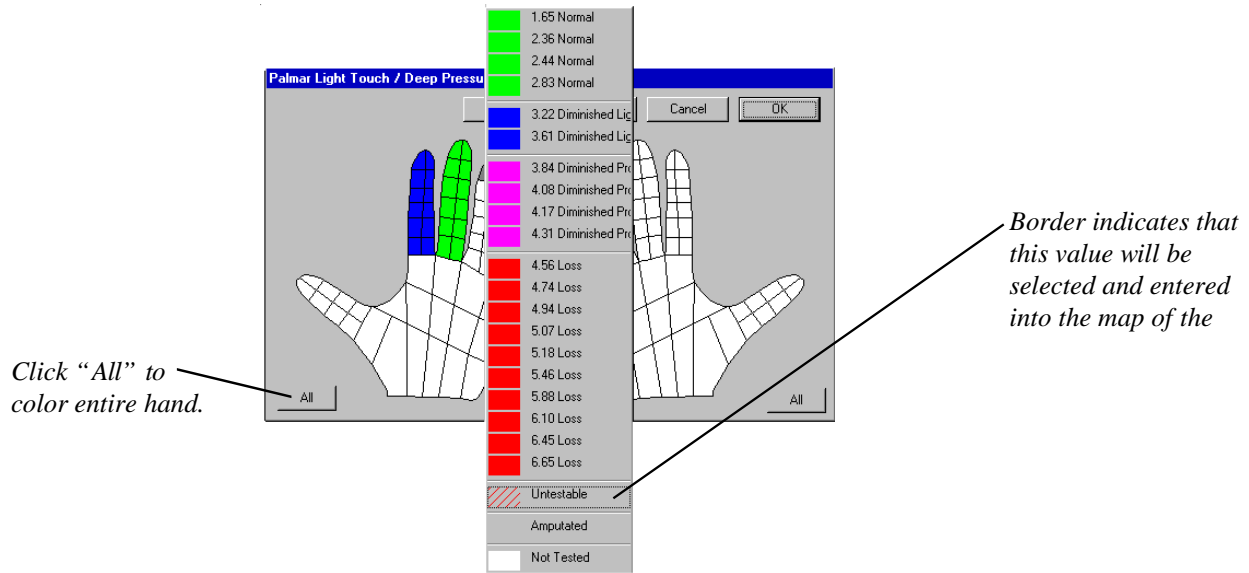 1.65 Normal
2.36 Normal
2.44 Normal
2.83 Normal
Palmar Light Touch / Deep Pressu
Cancel
OK
3.22 Diminished Lig
3.61 Diminished Lig
3.84 Diminished Pro
4.08 Diminished Pro
4.17 Diminished Pro
4.31 Diminished Pro
4.56 Loss
4.74 Loss
4.94 Loss
5.07 Loss
5.18 Loss
5.46 Loss
5.88 Loss
6.10 Loss
6.45 Loss
6.65 Loss
Untestable
Amputated
Not Tested
All
All
Click “All” to
color entire hand.
Border indicates that
this value will be
selected and entered
into the map of the